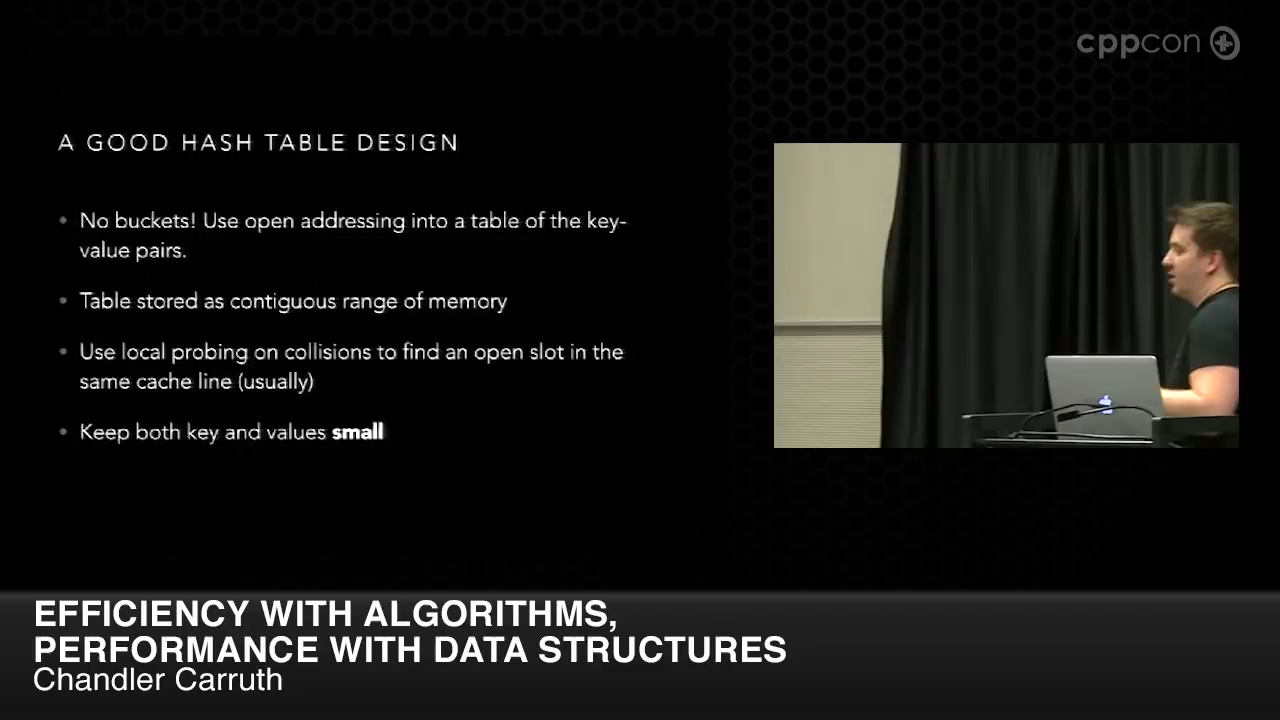 cppcon
A GOOD HASH TABLE DESIGN
• No buckets! Use open addressing into a table of the key-
value pairs.
• Table stored as contiguous range of memory
• Use local probing on collisions to find an open slot in the
same cache line (usually)
• Keep both key and values small
EFFICIENCY WITH ALGORITHMS,
PERFORMANCE WITH DATA STRUCTURES
Chandler Carruth